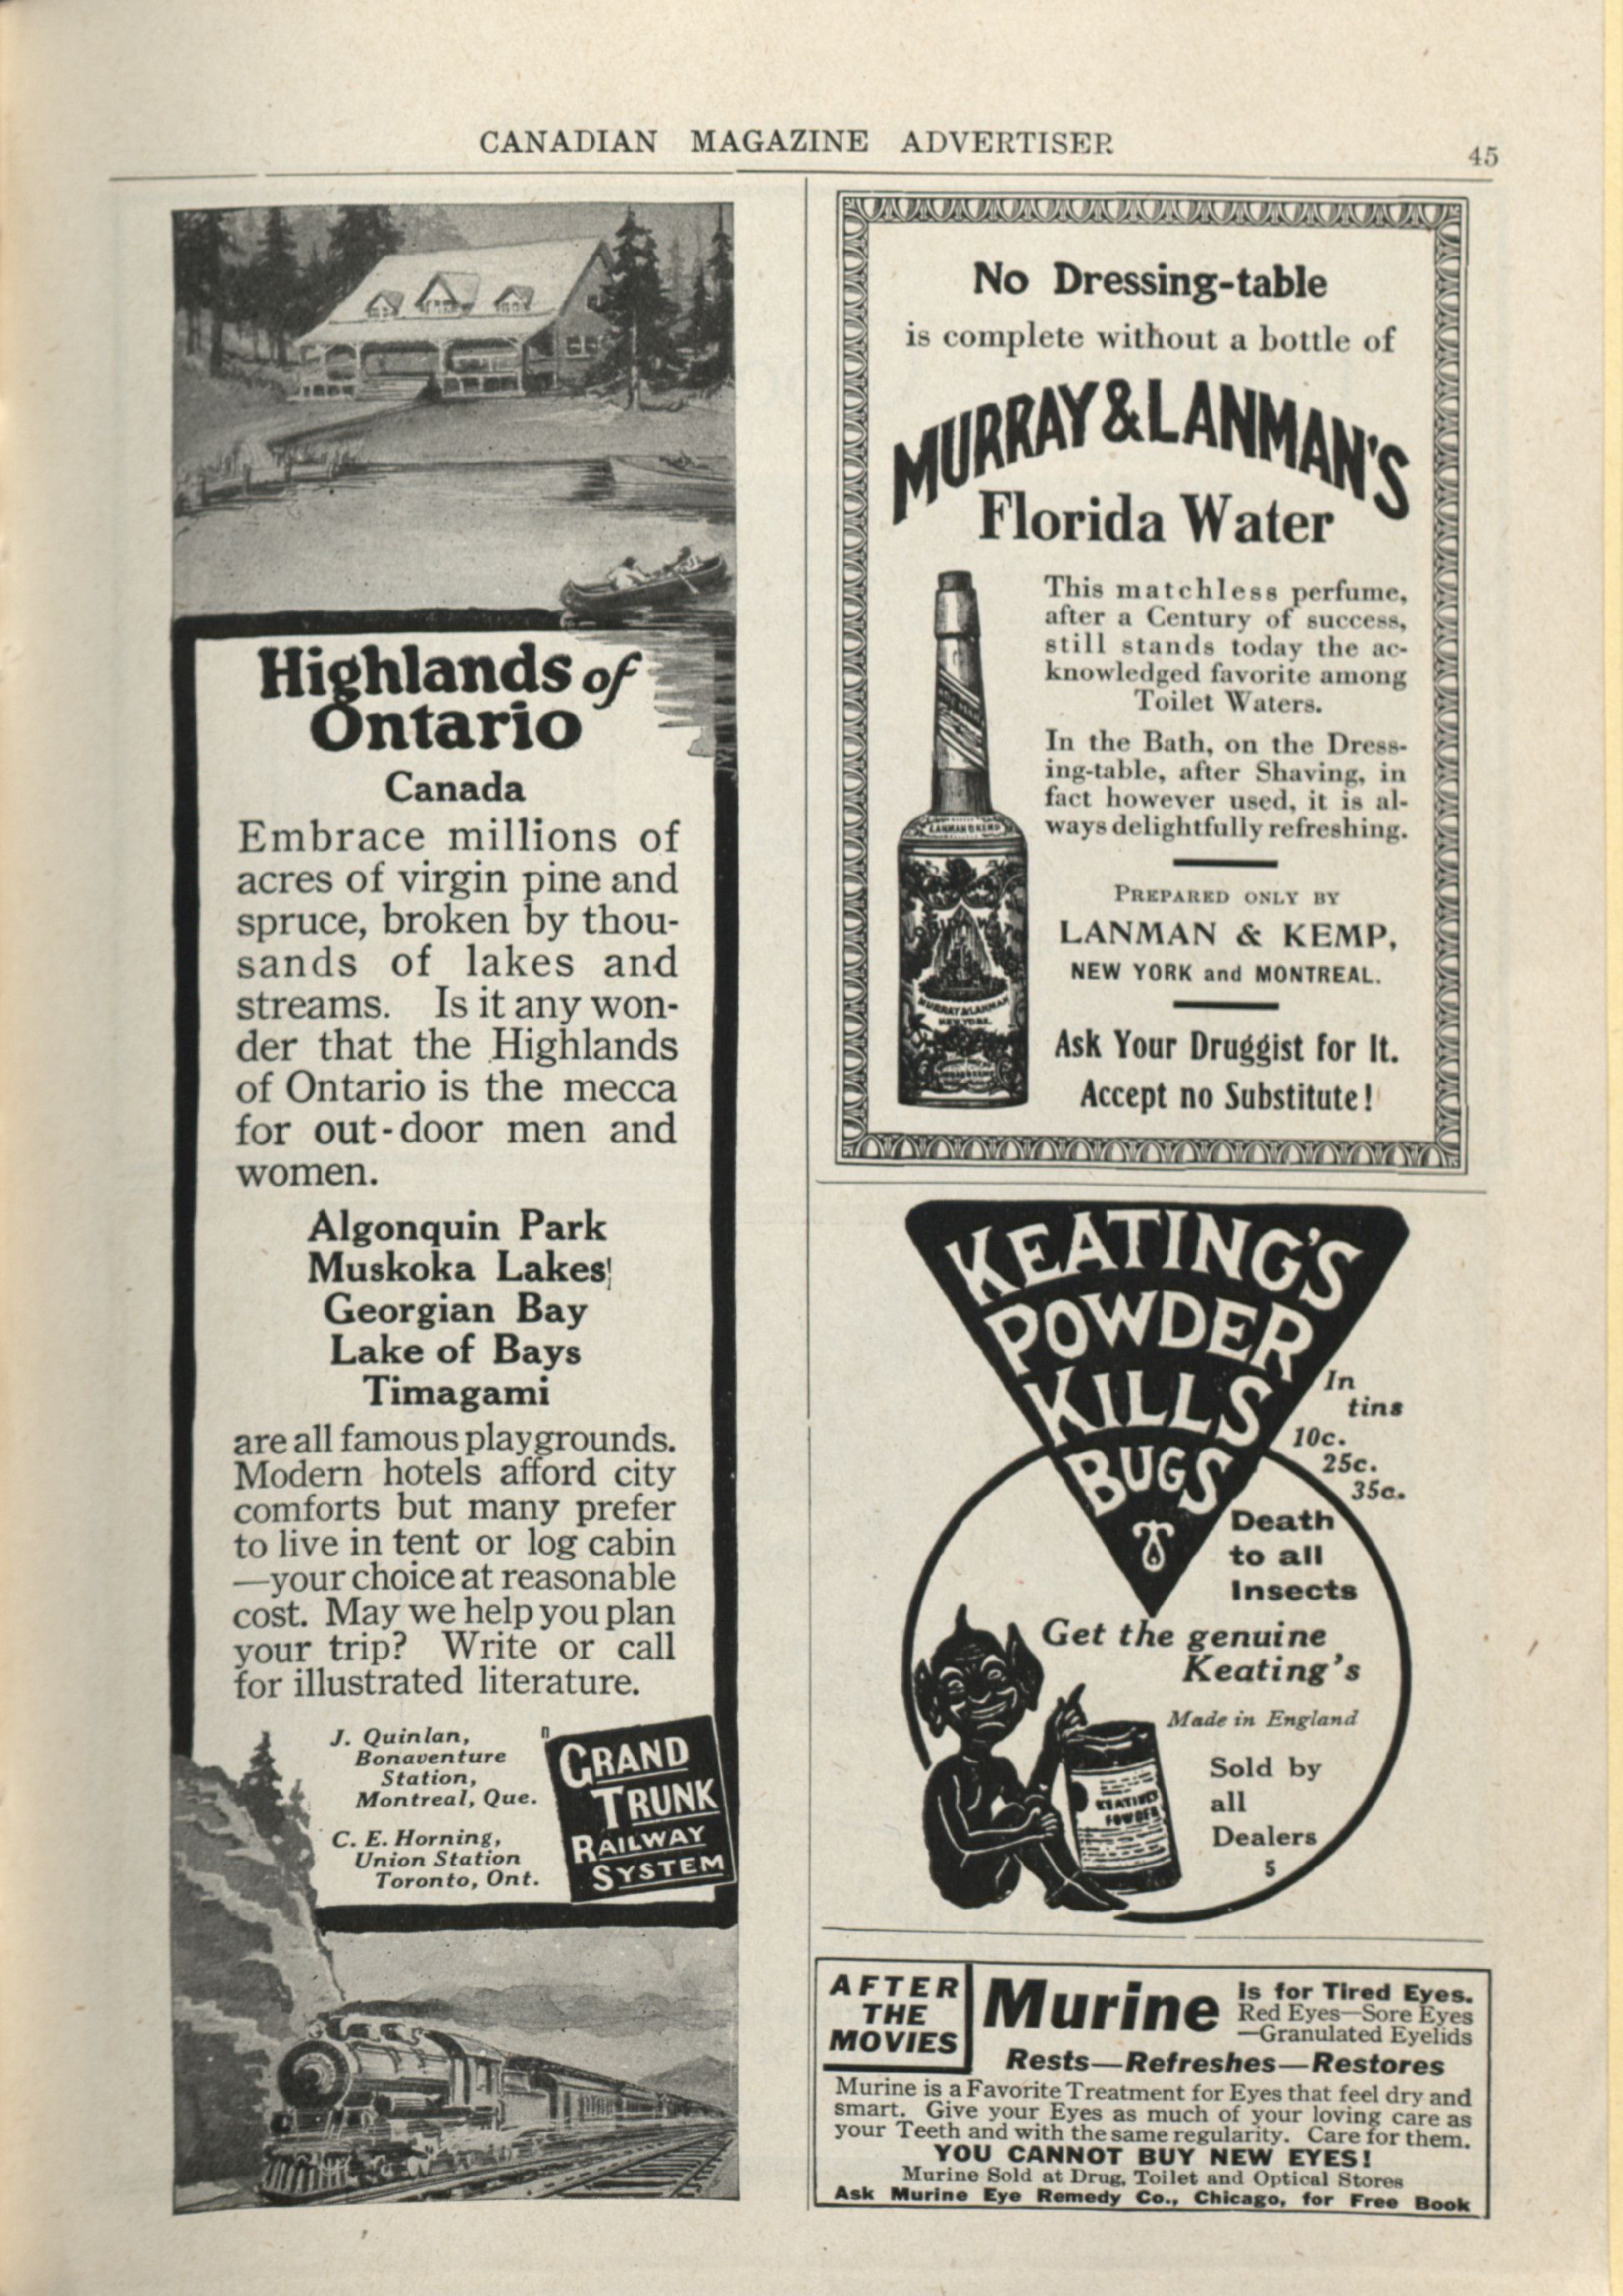 CANADIAN MAGAZINE ADVERTISER
45
Highlands of
Ontario
Canada
Embrace millions of
acres of virgin pine and
spruce, broken by thou-
sands of lakes and
streams. Is it any won-
der that the Highlands
of Ontario is the mecca
for out-door men and
women.
Algonquin Park
Muskoka Lakes
Georgian Bay
Lake of Bays
Timagami
are all famous playgrounds.
Modern hotels afford city
comforts but many prefer
to live in tent or log cabin
—your choice at reasonable
cost. May we help you plan
your trip? Write or call
for illustrated literature.
J. Quinlan,
Bonaventure
Station,
Montreal, Que.
C. E. Horning,
Union Station
Toronto, Ont.
GRAND
TRUNK
RAILWAY
SYSTEM
No Dressing-table
is complete without a bottle of
MURRAY & LANMAN'S
Florida Water
This matchless perfume,
after a Century of success,
still stands today the ac-
knowledged favorite among
Toilet Waters.
In the Bath, on the Dress-
ing-table, after Shaving, in
fact however used, it is al-
ways delightfully refreshing.
LANMAN & KEMP
MURRAY & LANMAN
NEW YORK
PREPARED ONLY BY
LANMAN & KEMP,
NEW YORK and MONTREAL.
Ask Your Druggist for It.
Accept no Substitute!
KEATING'S
POWDER
KILLS
BUGS
In
tins
10c.
25c.
35c.
Death
to all
Insects
Get the genuine
Keating's
Made in England
KEATING'S
POWDER
Sold by
all
Dealers
5
AFTER
THE
MOVIES
Murine
Is for Tired Eyes.
Red Eyes—Sore Eyes
—Granulated Eyelids
Rests—Refreshes—Restores
Murine is a Favorite Treatment for Eyes that feel dry and
smart. Give your Eyes as much of your loving care as
your Teeth and with the same regularity. Care for them.
YOU CANNOT BUY NEW EYES!
Murine Sold at Drug, Toilet and Optical Stores
Ask Murine Eye Remedy Co., Chicago, for Free Book